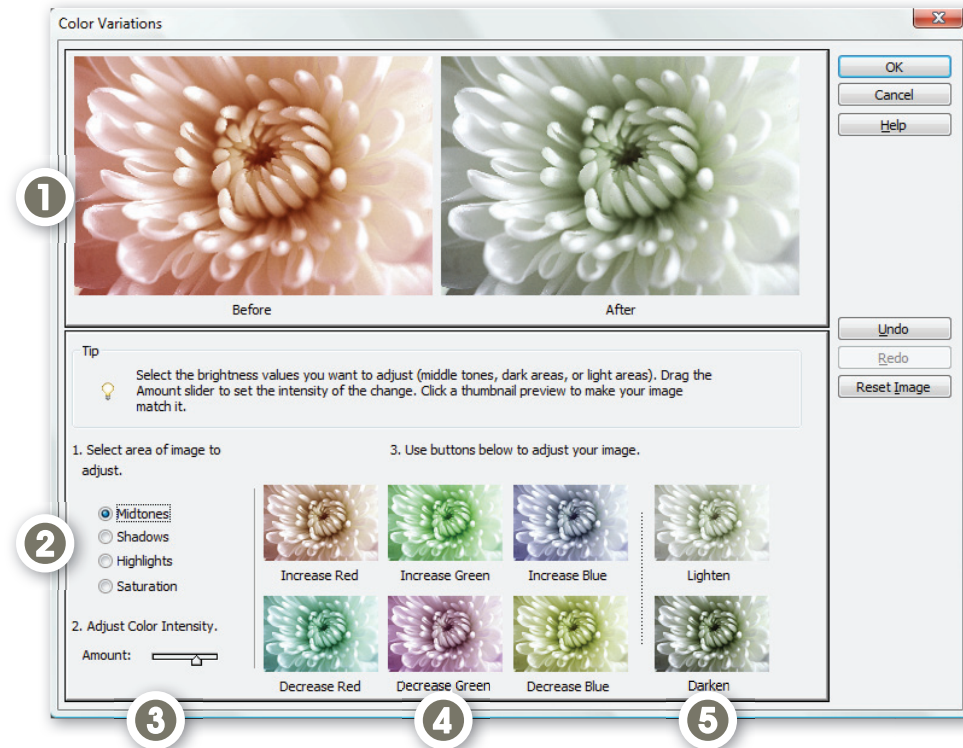 Color Variations
X
OK
Cancel
Help
1
Before
After
Undo
Redo
Reset Image
Tip
Select the brightness values you want to adjust (middle tones, dark areas, or light areas). Drag the
Amount slider to set the intensity of the change. Click a thumbnail preview to make your image
match it.
1. Select area of image to
adjust.
3. Use buttons below to adjust your image.
2
Midtones
Shadows
Highlights
Saturation
Increase Red
Increase Green
Increase Blue
Lighten
2. Adjust Color Intensity.
Amount:
Decrease Red
Decrease Green
Decrease Blue
Darken
3
4
5